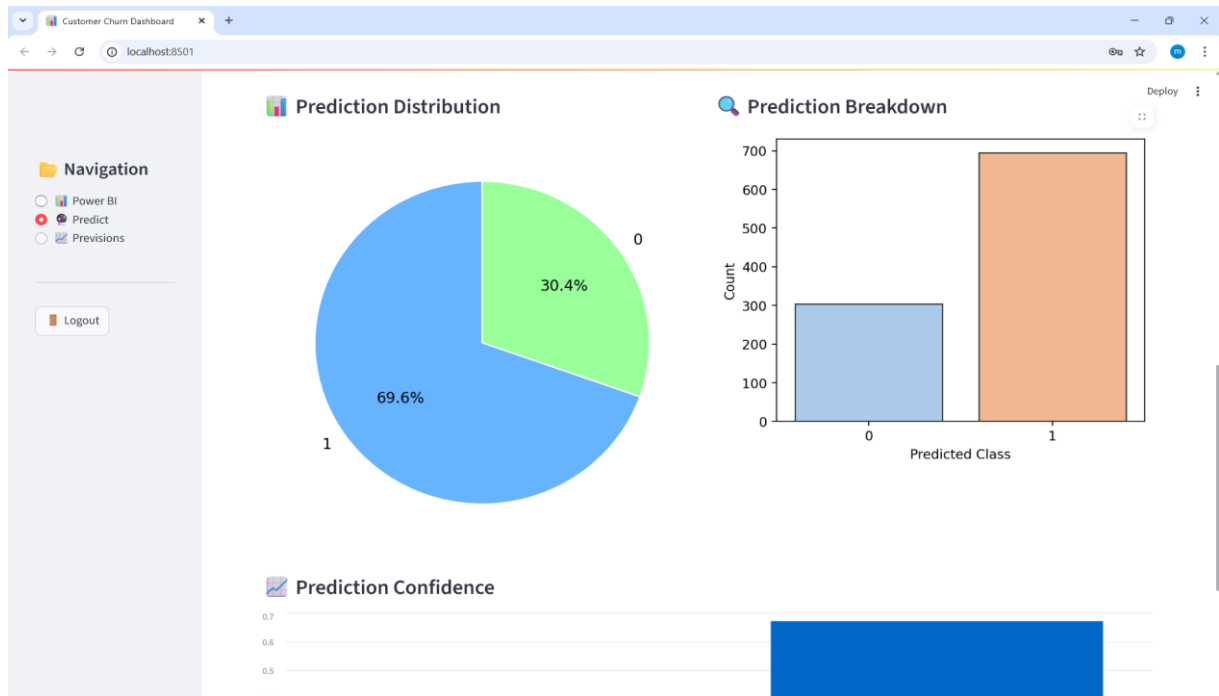 Customer Churn Dashboard
localhost:8501
m
Deploy
Navigation
Power BI
Predict
Previsions
Logout
Prediction Distribution
0
30.4%
69.6%
1
Prediction Breakdown
700
600
500
400
300
200
100
0
Count
0 1
Predicted Class
Prediction Confidence
0.7
0.6
0.5